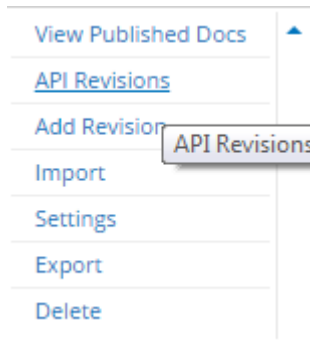 View Published Docs
API Revisions
Add Revision
API Revisions
Import
Settings
Export
Delete